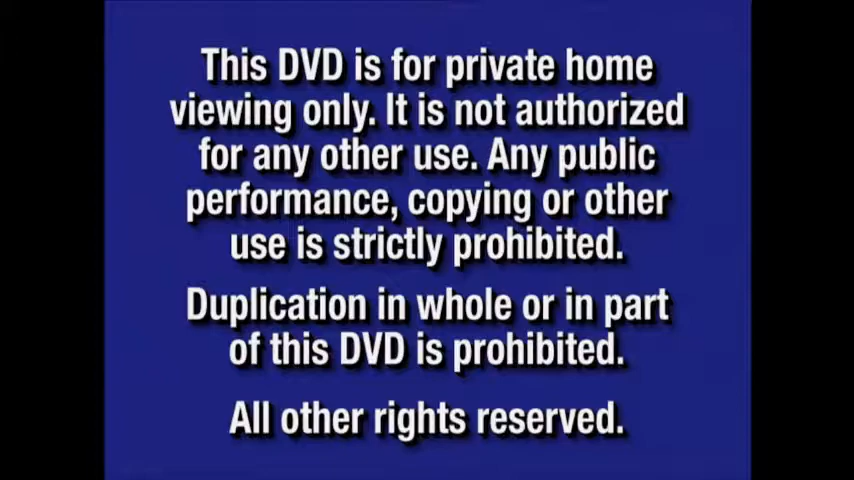 This DVD is for private home
viewing only. It is not authorized
for any other use. Any public
performance, copying or other
use is strictly prohibited.
Duplication in whole or in part
of this DVD is prohibited.
All other rights reserved.